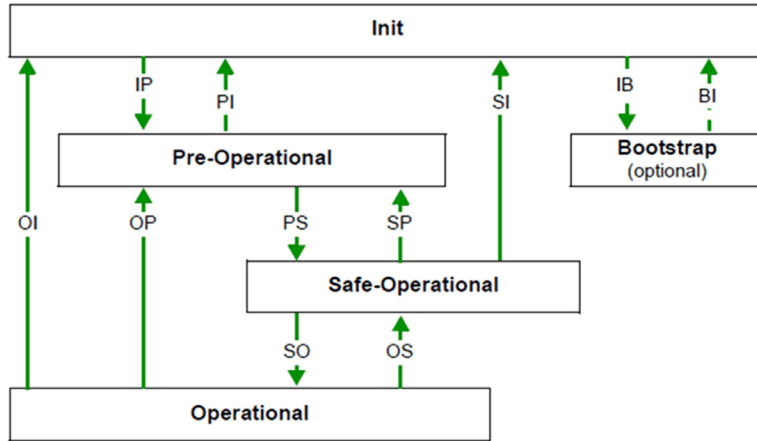 Init
IP
PI
SI
IB
BI
Pre-Operational
Bootstrap
(optional)
OI
OP
PS
SP
Safe-Operational
SO
OS
Operational